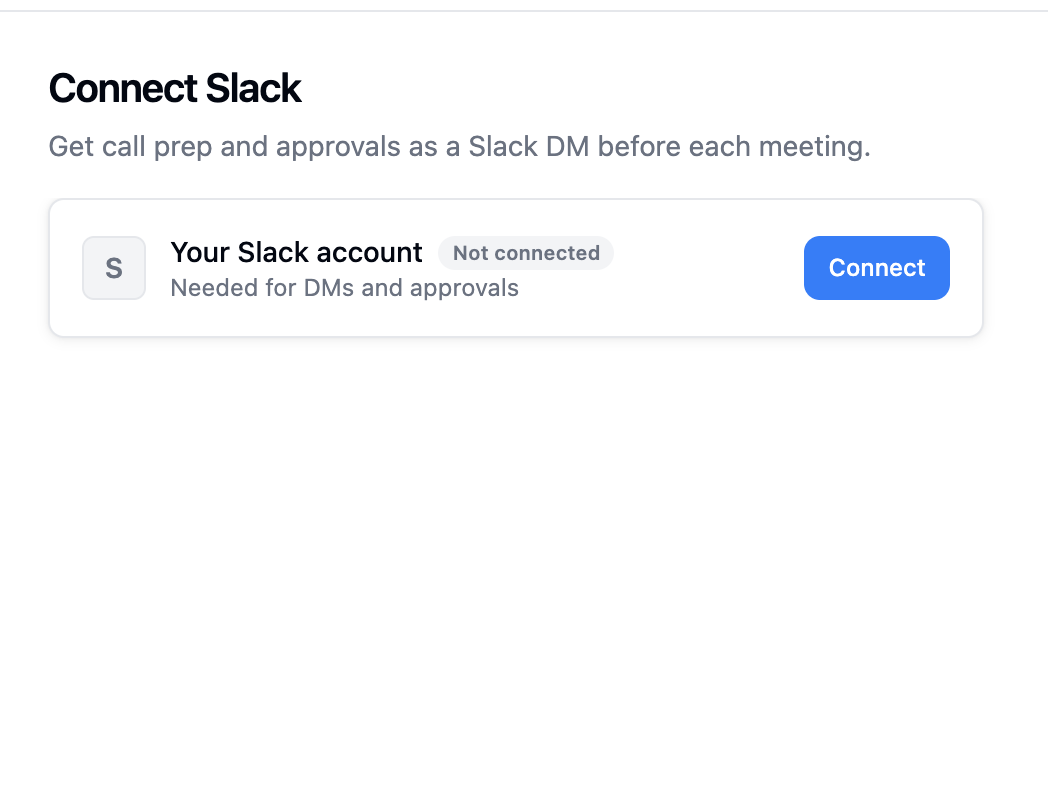 Connect Slack
Get call prep and approvals as a Slack DM before each meeting.
S
Your Slack account
Not connected
Needed for DMs and approvals
Connect